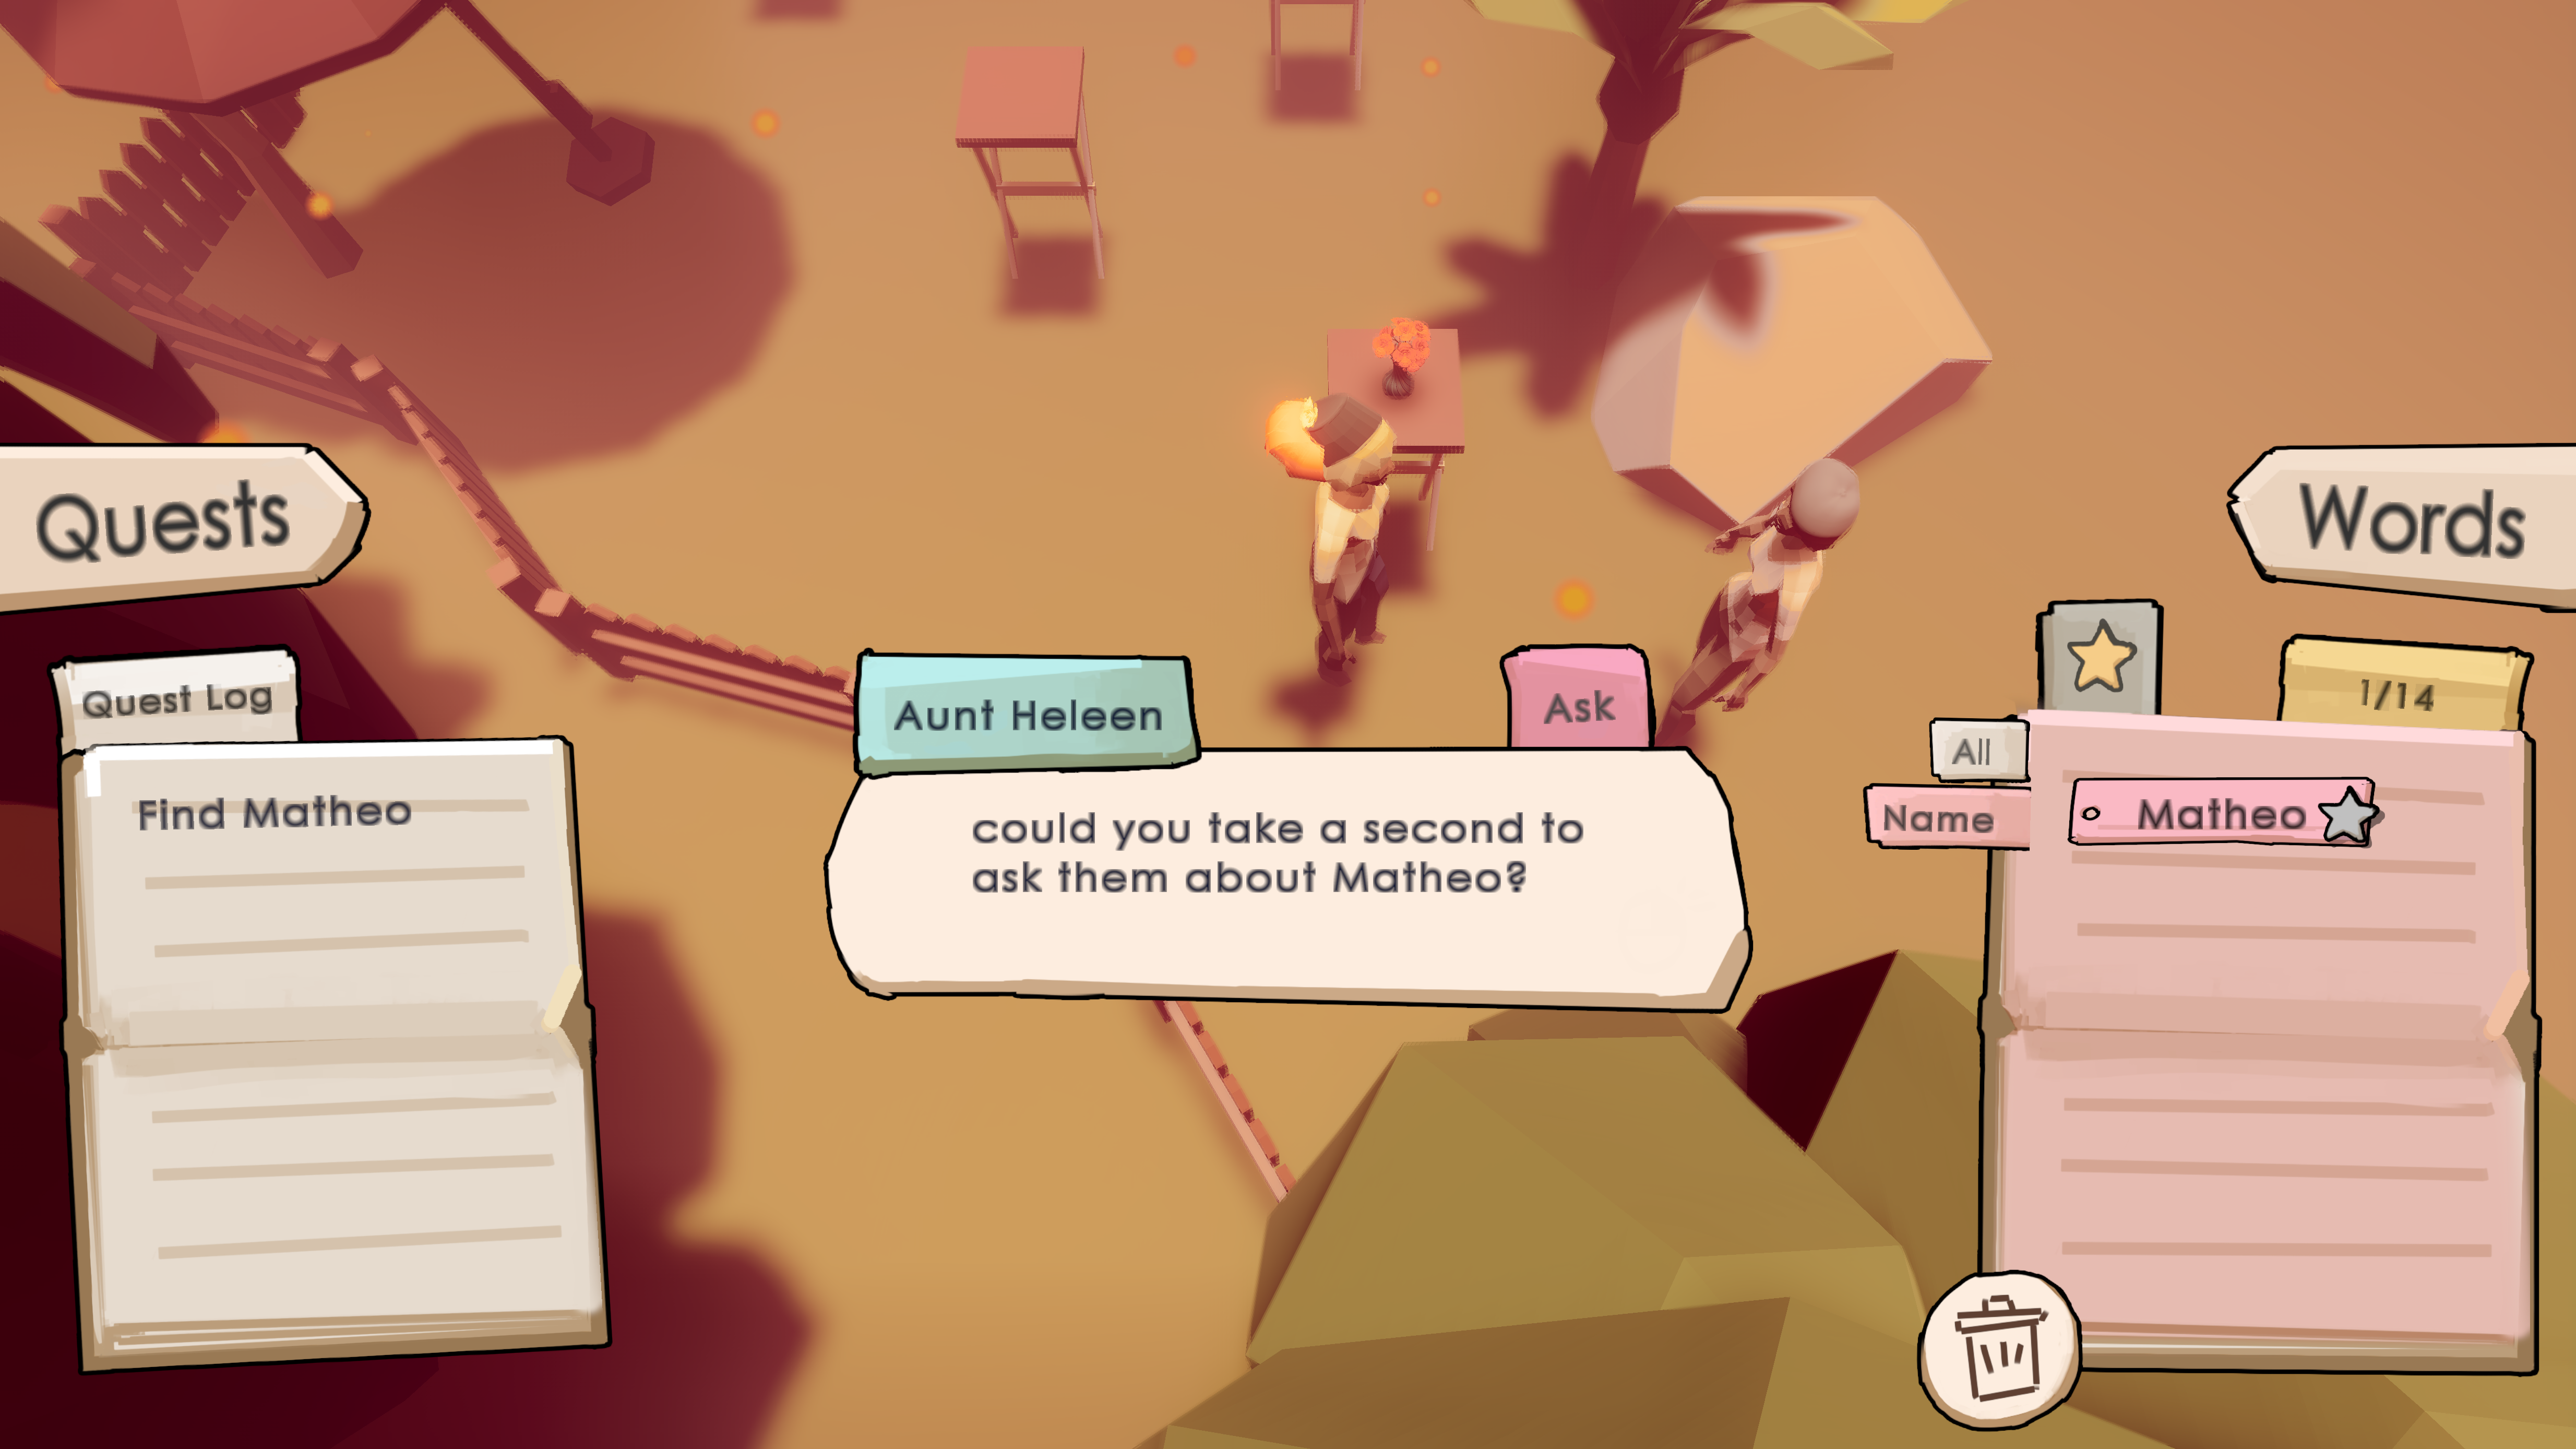 Quests
Words
Quest Log
Find Matheo
Aunt Heleen
Ask
could you take a second to
ask them about Matheo?
1/14
All
Name
Matheo